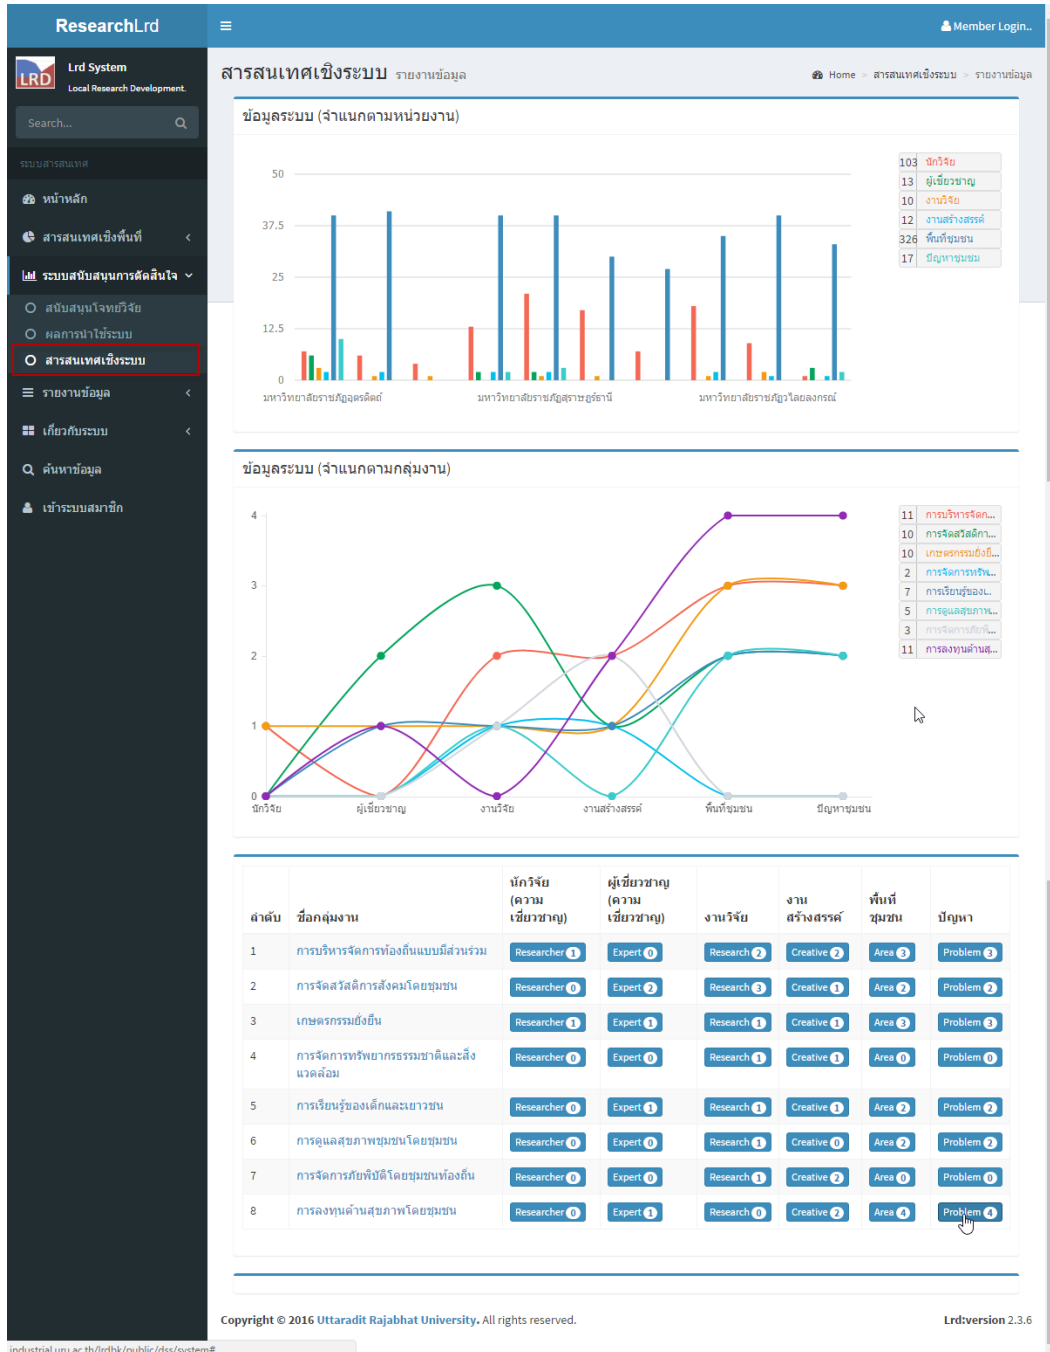 ResearchLrd
Member Login..
LRD
Lrd System
Local Research Development.
Search...
ระบบสารสนเทศ
หน้าหลัก
สารสนเทศเชิงพื้นที่
ระบบสนับสนุนการตัดสินใจ
สนับสนุนโจทย์วิจัย
ผลการนำใช้ระบบ
สารสนเทศเชิงระบบ
รายงานข้อมูล
เกี่ยวกับระบบ
ค้นหาข้อมูล
เข้าระบบสมาชิก
สารสนเทศเชิงระบบ รายงานข้อมูล
Home > สารสนเทศเชิงระบบ > รายงานข้อมูล
ข้อมูลระบบ (จำแนกตามหน่วยงาน)
50
37.5
25
12.5
0
มหาวิทยาลัยราชภัฏอุตรดิตถ์ มหาวิทยาลัยราชภัฏสุราษฎร์ธานี มหาวิทยาลัยราชภัฏวไลยลงกรณ์
103 นักวิจัย
13 ผู้เชี่ยวชาญ
10 งานวิจัย
12 งานสร้างสรรค์
326 พื้นที่ชุมชน
17 ปัญหาชุมชม
ข้อมูลระบบ (จำแนกตามกลุ่มงาน)
4
3
2
1
0
นักวิจัย ผู้เชี่ยวชาญ งานวิจัย งานสร้างสรรค์ พื้นที่ชุมชน ปัญหาชุมชน
11 การบริหารจัดก...
10 การจัดสวัสดิกา...
10 เกษตรกรรมยั่งยื...
2 การจัดการทรัพ...
7 การเรียนรู้ของเ...
5 การดูแลสุขภาพ...
3 การจัดการภัยพิ...
11 การลงทุนด้านสุ...
ลำดับ ชื่อกลุ่มงาน นักวิจัย (ความเชี่ยวชาญ) ผู้เชี่ยวชาญ (ความเชี่ยวชาญ) งานวิจัย งานสร้างสรรค์ พื้นที่ชุมชน ปัญหา
1 การบริหารจัดการท้องถิ่นแบบมีส่วนร่วม Researcher 1 Expert 0 Research 2 Creative 2 Area 3 Problem 3
2 การจัดสวัสดิการสังคมโดยชุมชน Researcher 0 Expert 2 Research 3 Creative 1 Area 2 Problem 2
3 เกษตรกรรมยั่งยืน Researcher 1 Expert 1 Research 1 Creative 1 Area 3 Problem 3
4 การจัดการทรัพยากรธรรมชาติและสิ่งแวดล้อม Researcher 0 Expert 0 Research 1 Creative 1 Area 0 Problem 0
5 การเรียนรู้ของเด็กและเยาวชน Researcher 0 Expert 1 Research 1 Creative 1 Area 2 Problem 2
6 การดูแลสุขภาพชุมชนโดยชุมชน Researcher 0 Expert 0 Research 1 Creative 0 Area 2 Problem 2
7 การจัดการภัยพิบัติโดยชุมชนท้องถิ่น Researcher 0 Expert 0 Research 1 Creative 2 Area 0 Problem 0
8 การลงทุนด้านสุขภาพโดยชุมชน Researcher 0 Expert 1 Research 0 Creative 2 Area 4 Problem 4
Copyright © 2016 Uttaradit Rajabhat University. All rights reserved.
Lrd:version 2.3.6
industrial.uru.ac.th/lrdbk/public/dss/system#